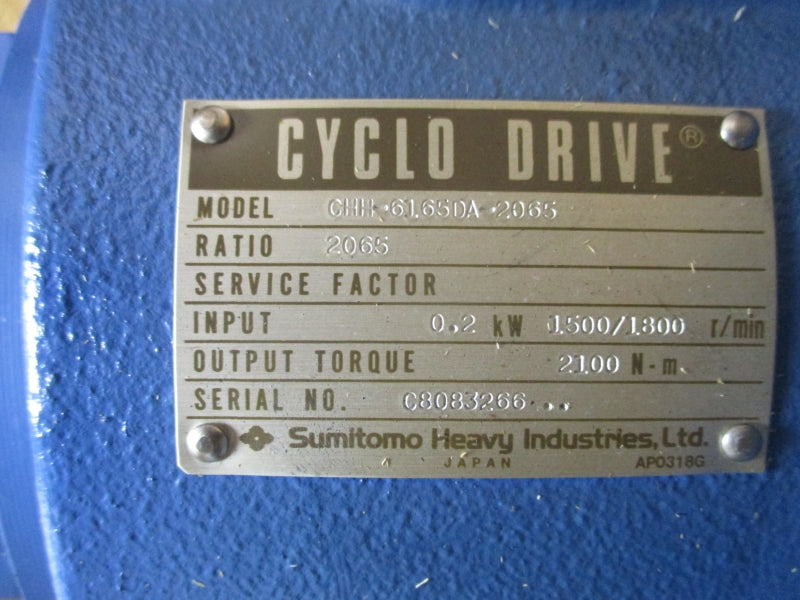 CYCLO DRIVE®
MODEL CHH-6165DA-2065
RATIO 2065
SERVICE FACTOR
INPUT 0.2 kW 1500/1800 r/min
OUTPUT TORQUE 2100 N-m
SERIAL NO. C8083266
Sumitomo Heavy Industries, Ltd.
JAPAN AP0318G